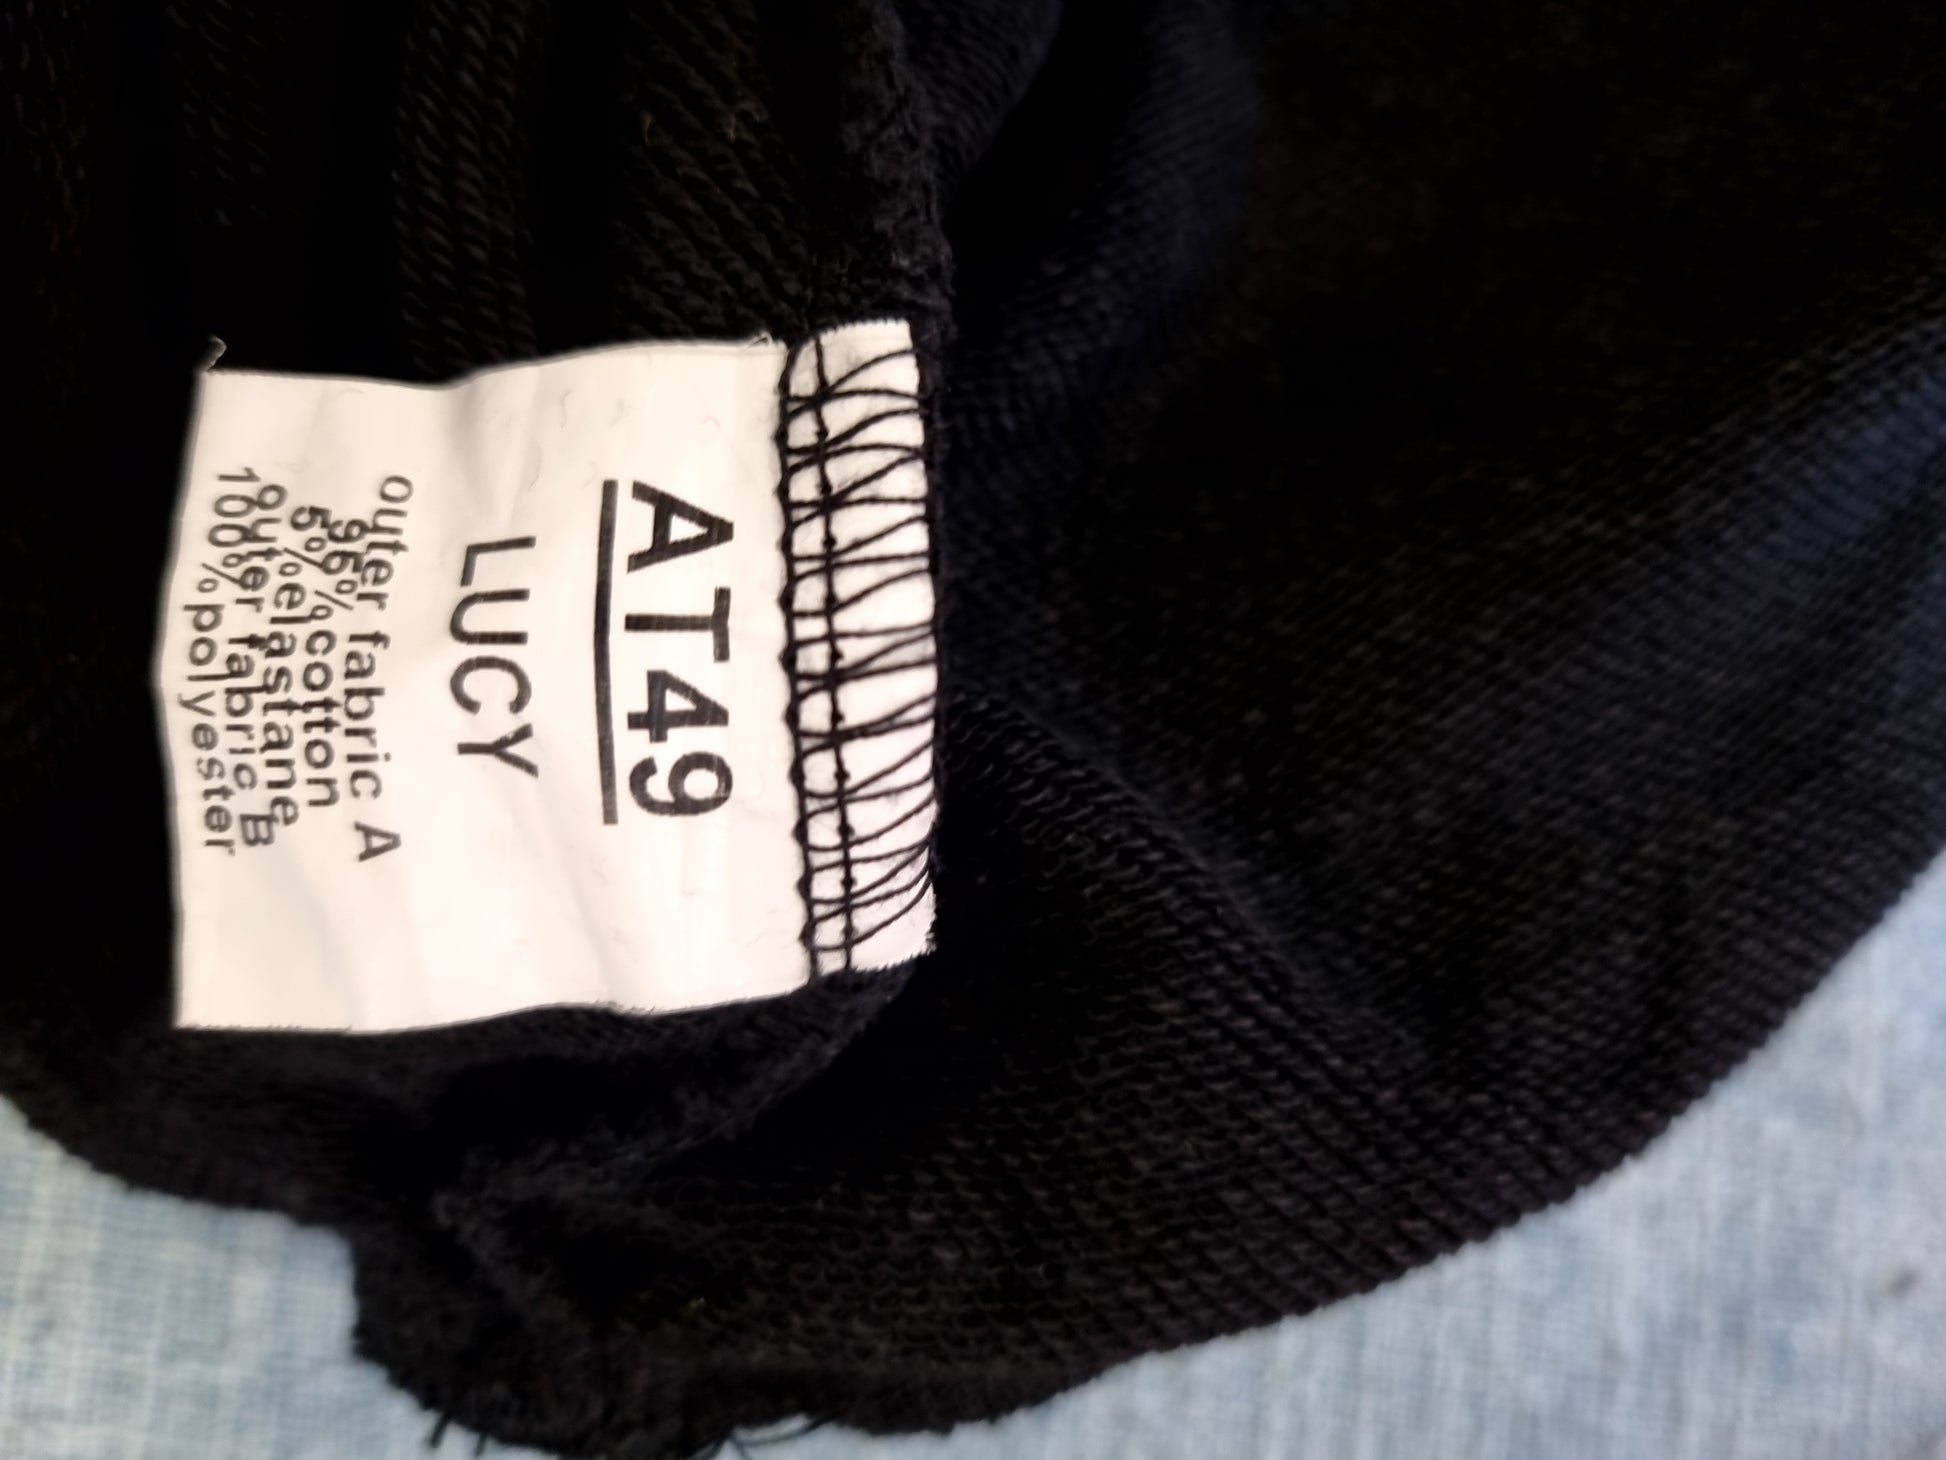 AT49
LUCY
outer fabric A
95%cotton
5%elastane
outer fabric B
100%polyester